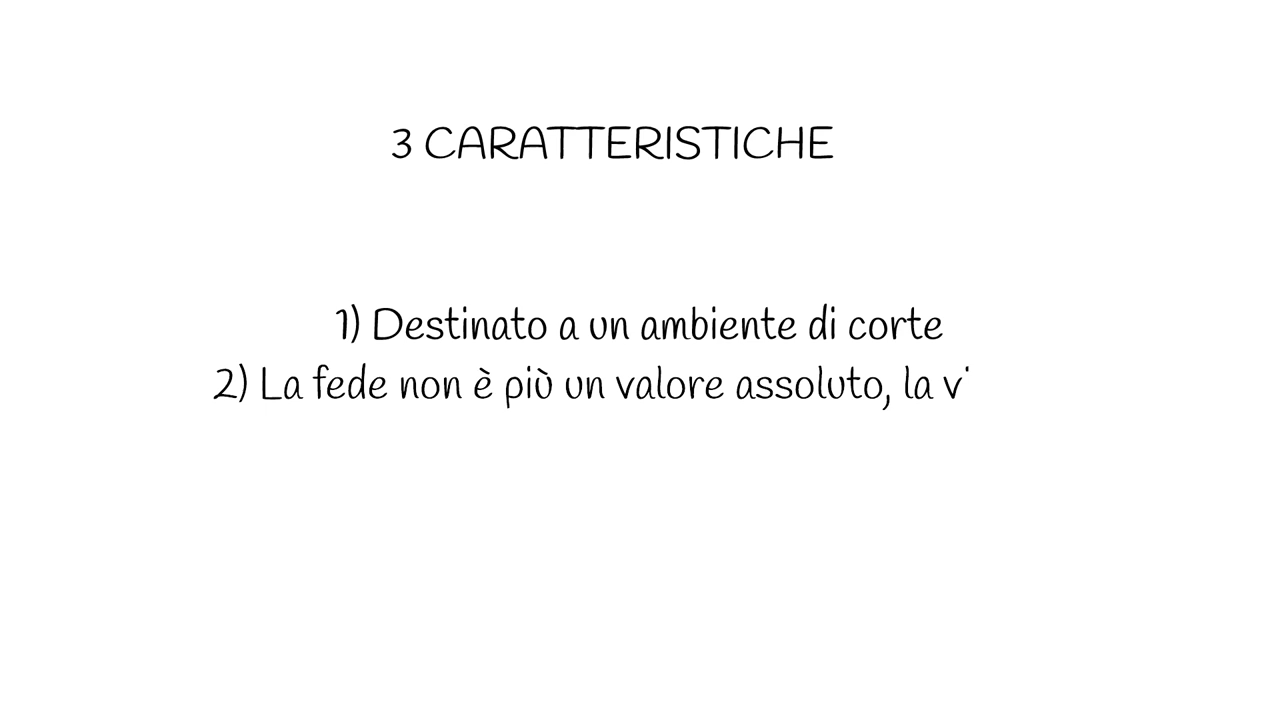 3 CARATTERISTICHE
1) Destinato a un ambiente di corte
2) La fede non è più un valore assoluto, la